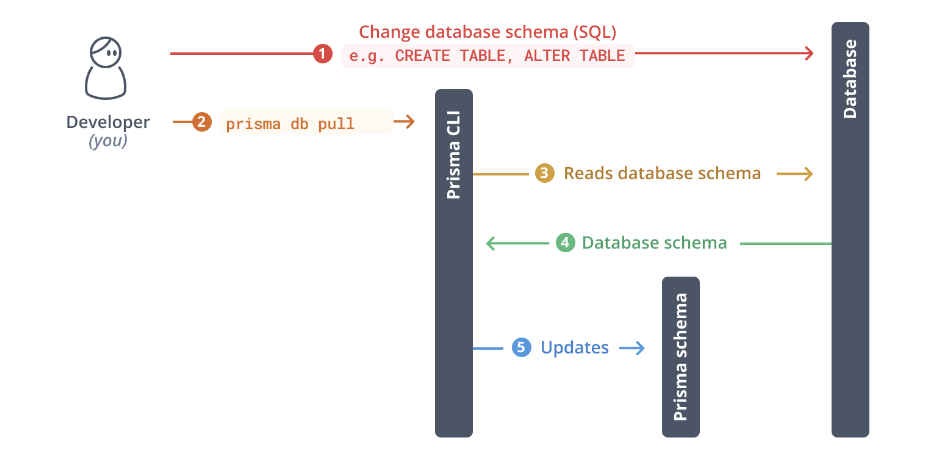 Change database schema (SQL)
1
e.g. CREATE TABLE, ALTER TABLE
Database
Developer
(you)
2 prisma db pull
Prisma CLI
3 Reads database schema
4 Database schema
5 Updates
Prisma schema